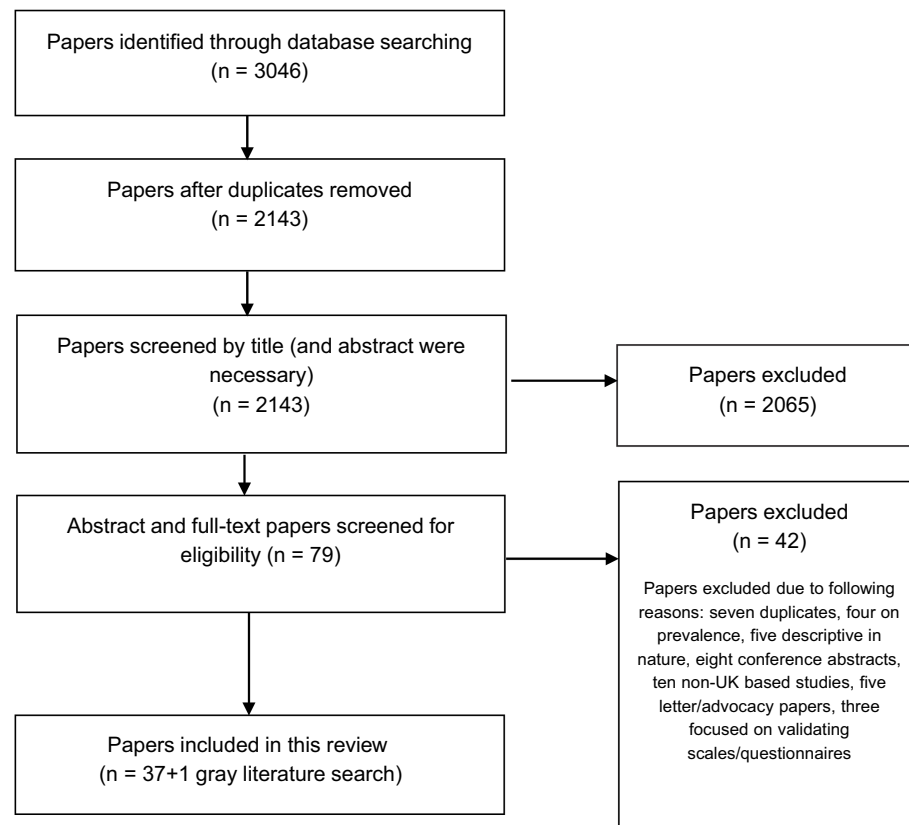 Papers identified through database searching
(n = 3046)
Papers after duplicates removed
(n = 2143)
Papers screened by title (and abstract were
necessary)
(n = 2143)
Papers excluded
(n = 2065)
Abstract and full-text papers screened for
eligibility (n = 79)
Papers excluded
(n = 42)
Papers excluded due to following
reasons: seven duplicates, four on
prevalence, five descriptive in
nature, eight conference abstracts,
ten non-UK based studies, five
letter/advocacy papers, three
focused on validating
scales/questionnaires
Papers included in this review
(n = 37+1 gray literature search)